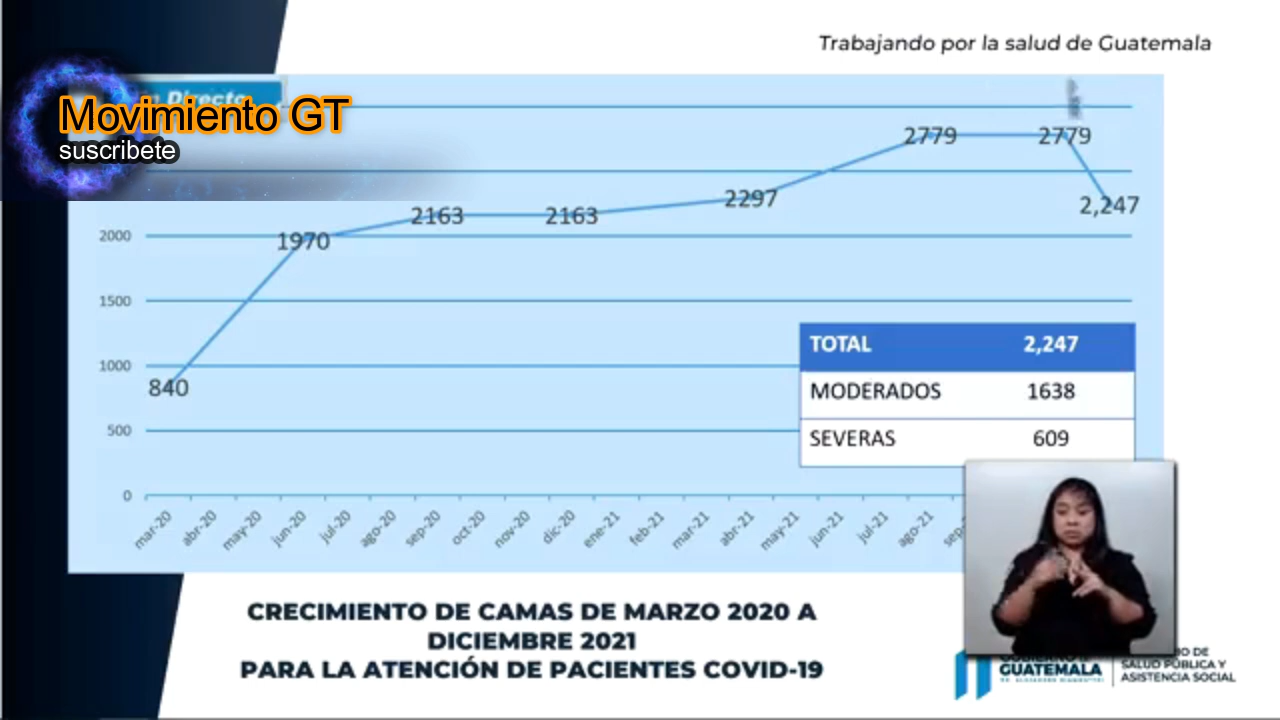 Trabajando por la salud de Guatemala
Directo
Movimiento GT
suscribete
2779
2779
2297
2,247
2163
2163
1970
840
2000
1500
1000
500
0
TOTAL 2,247
MODERADOS 1638
SEVERAS 609
mar.-20 abr.-20 may.-20 jun.-20 jul.-20 ago.-20 sep.-20 oct.-20 nov.-20 dic.-20 ene.-21 feb.-21 mar.-21 abr.-21 may.-21 jun.-21 jul.-21 ago.-21
CRECIMIENTO DE CAMAS DE MARZO 2020 A
DICIEMBRE 2021
PARA LA ATENCIÓN DE PACIENTES COVID-19
GUATEMALA
DE
SALUD PÚBLICA Y
ASISTENCIA SOCIAL